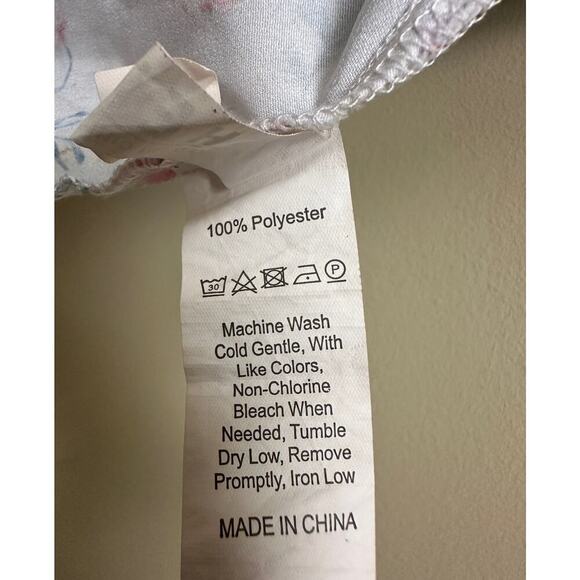 100% Polyester
30 P
Machine Wash
Cold Gentle, With
Like Colors,
Non-Chlorine
Bleach When
Needed, Tumble
Dry Low, Remove
Promptly, Iron Low
MADE IN CHINA